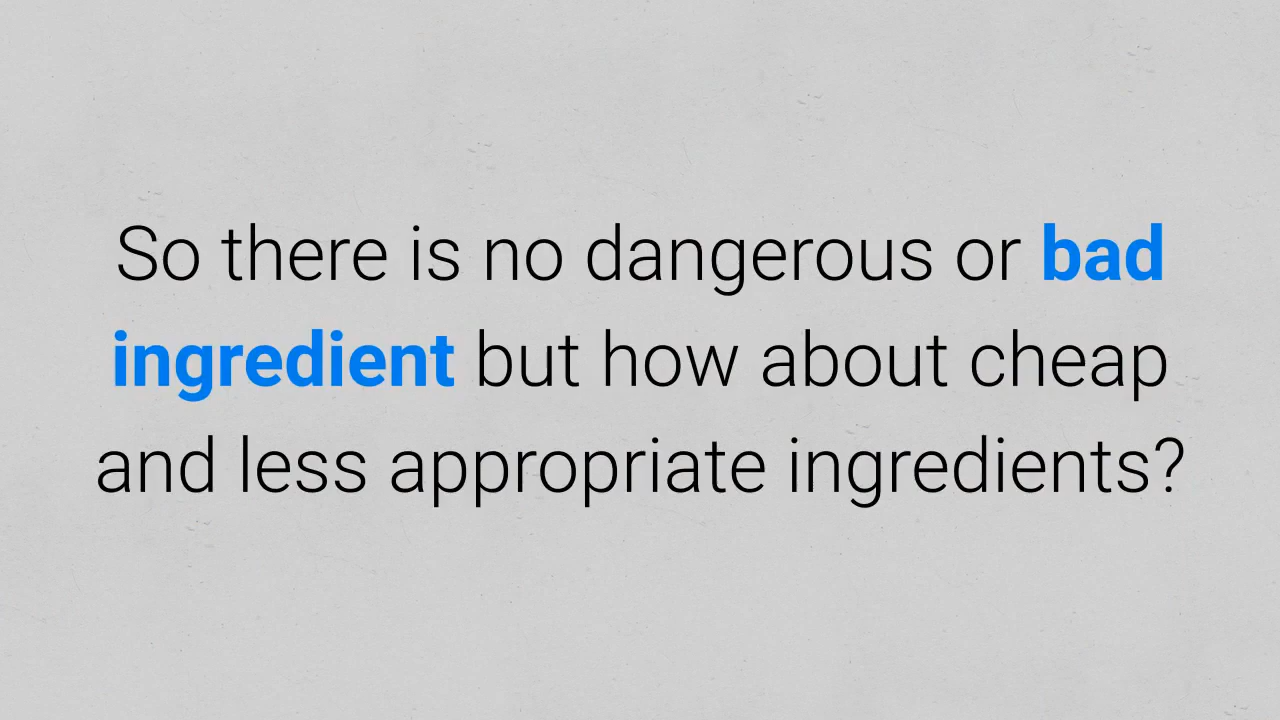 So there is no dangerous or bad
ingredient but how about cheap
and less appropriate ingredients?